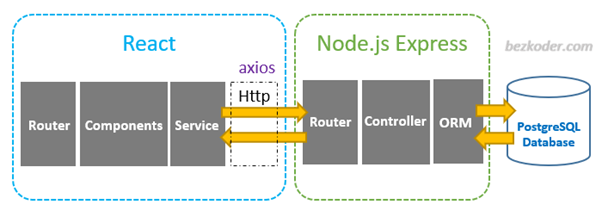 React
Node.js Express
bezkoder.com
axios
Http
Router
Components
Service
Router
Controller
ORM
PostgreSQL
Database